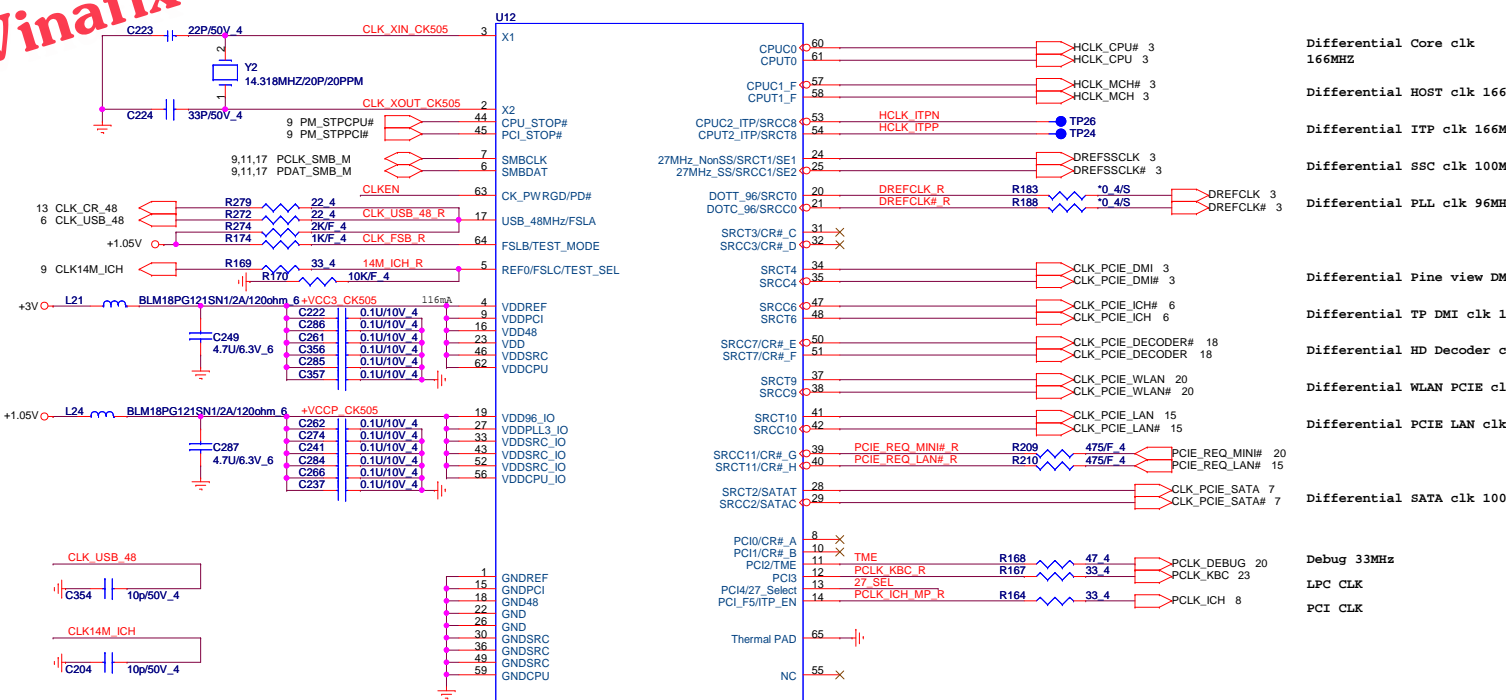 Vinafix
U12
C223 22P/50V_4 CLK_XIN_CK505 3 X1
2
Y2
14.318MHZ/20P/20PPM
1
C224 33P/50V_4 CLK_XOUT_CK505 2 X2
9 PM_STPCPU# 44 CPU_STOP#
9 PM_STPPCI# 45 PCI_STOP#
9,11,17 PCLK_SMB_M 7 SMBCLK
9,11,17 PDAT_SMB_M 6 SMBDAT
CLKEN 63 CK_PWRGD/PD#
13 CLK_CR_48 R279 22_4
6 CLK_USB_48 R272 22_4 CLK_USB_48_R 17 USB_48MHz/FSLA
R274 2K/F_4
+1.05V R174 1K/F_4 CLK_FSB_R 64 FSLB/TEST_MODE
9 CLK14M_ICH R169 33_4 14M_ICH_R 5 REF0/FSLC/TEST_SEL
R170 10K/F_4
+3V L21 BLM18PG121SN1/2A/120ohm_6 +VCC3_CK505 116mA 4 VDDREF
C222 0.1U/10V_4 9 VDDPCI
C286 0.1U/10V_4 16 VDD48
C249 C261 0.1U/10V_4 23 VDD
4.7U/6.3V_6 C356 0.1U/10V_4 46 VDDSRC
C285 0.1U/10V_4 62 VDDCPU
C357 0.1U/10V_4
+1.05V L24 BLM18PG121SN1/2A/120ohm_6 +VCCP_CK505 19 VDD96_IO
C262 0.1U/10V_4 27 VDDPLL3_IO
C274 0.1U/10V_4 33 VDDSRC_IO
C287 C241 0.1U/10V_4 43 VDDSRC_IO
4.7U/6.3V_6 C284 0.1U/10V_4 52 VDDSRC_IO
C266 0.1U/10V_4 56 VDDCPU_IO
C237 0.1U/10V_4
CLK_USB_48
C354 10p/50V_4
CLK14M_ICH
C204 10p/50V_4
1 GNDREF
15 GNDPCI
18 GND48
22 GND
26 GND
30 GNDSRC
36 GNDSRC
49 GNDSRC
59 GNDCPU
CPUC0 60 HCLK_CPU# 3 Differential Core clk
CPUT0 61 HCLK_CPU 3 166MHZ
CPUC1_F 57 HCLK_MCH# 3
CPUT1_F 58 HCLK_MCH 3 Differential HOST clk 166
CPUC2_ITP/SRCC8 53 HCLK_ITPN TP26
CPUT2_ITP/SRCT8 54 HCLK_ITPP TP24 Differential ITP clk 166M
27MHz_NonSS/SRCT1/SE1 24 DREFSSCLK 3
27MHz_SS/SRCC1/SE2 25 DREFSSCLK# 3 Differential SSC clk 100M
DOTT_96/SRCT0 20 DREFCLK_R R183 *0_4/S DREFCLK 3
DOTC_96/SRCC0 21 DREFCLK#_R R188 *0_4/S DREFCLK# 3 Differential PLL clk 96MH
SRCT3/CR#_C 31
SRCC3/CR#_D 32
SRCT4 34 CLK_PCIE_DMI 3
SRCC4 35 CLK_PCIE_DMI# 3 Differential Pine view DM
SRCC6 47 CLK_PCIE_ICH# 6
SRCT6 48 CLK_PCIE_ICH 6 Differential TP DMI clk 1
SRCC7/CR#_E 50 CLK_PCIE_DECODER# 18
SRCT7/CR#_F 51 CLK_PCIE_DECODER 18 Differential HD Decoder c
SRCT9 37 CLK_PCIE_WLAN 20
SRCC9 38 CLK_PCIE_WLAN# 20 Differential WLAN PCIE cl
SRCT10 41 CLK_PCIE_LAN 15
SRCC10 42 CLK_PCIE_LAN# 15 Differential PCIE LAN clk
SRCC11/CR#_G 39 PCIE_REQ_MINI#_R R209 475/F_4 PCIE_REQ_MINI# 20
SRCT11/CR#_H 40 PCIE_REQ_LAN#_R R210 475/F_4 PCIE_REQ_LAN# 15
SRCT2/SATAT 28 CLK_PCIE_SATA 7
SRCC2/SATAC 29 CLK_PCIE_SATA# 7 Differential SATA clk 100
PCI0/CR#_A 8
PCI1/CR#_B 10
PCI2/TME 11 TME R168 47_4 PCLK_DEBUG 20 Debug 33MHz
PCI3 12 PCLK_KBC_R R167 33_4 PCLK_KBC 23
PCI4/27_Select 13 27_SEL LPC CLK
PCI_F5/ITP_EN 14 PCLK_ICH_MP_R R164 33_4 PCLK_ICH 8 PCI CLK
Thermal PAD 65
NC 55